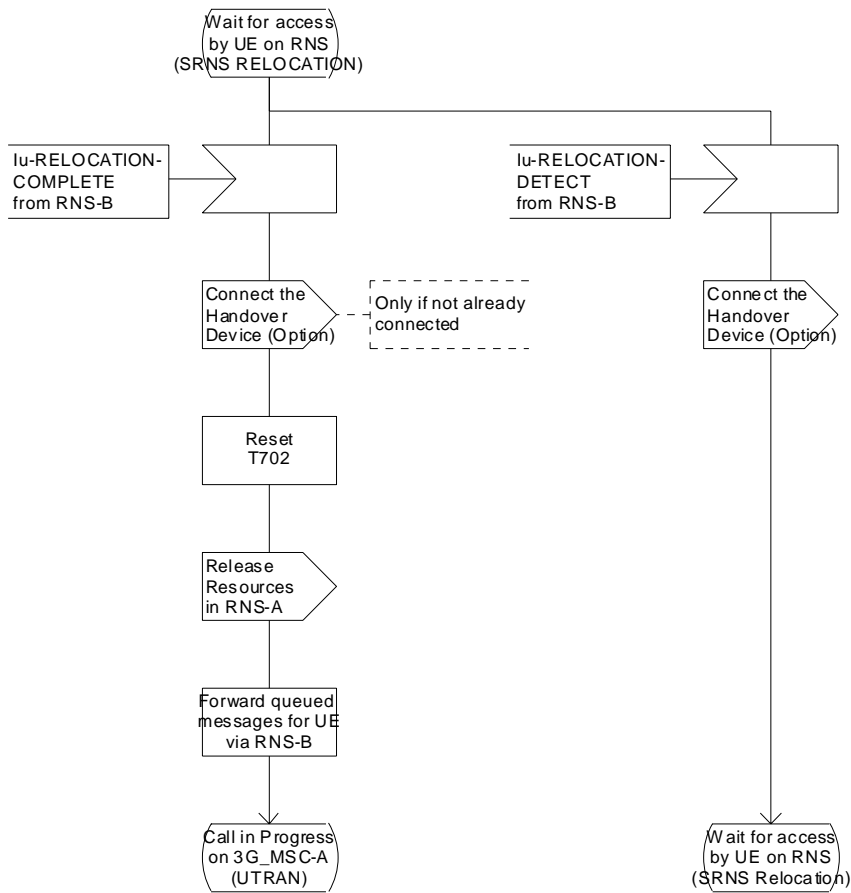 Wait for access
by UE on RNS
(SRNS RELOCATION)
Iu-RELOCATION-
COMPLETE
from RNS-B
Iu-RELOCATION-
DETECT
from RNS-B
Connect the
Handover
Device (Option)
Only if not already
connected
Connect the
Handover
Device (Option)
Reset
T702
Release
Resources
in RNS-A
Forward queued
messages for UE
via RNS-B
Call in Progress
on 3G_MSC-A
(UTRAN)
Wait for access
by UE on RNS
(SRNS Relocation)